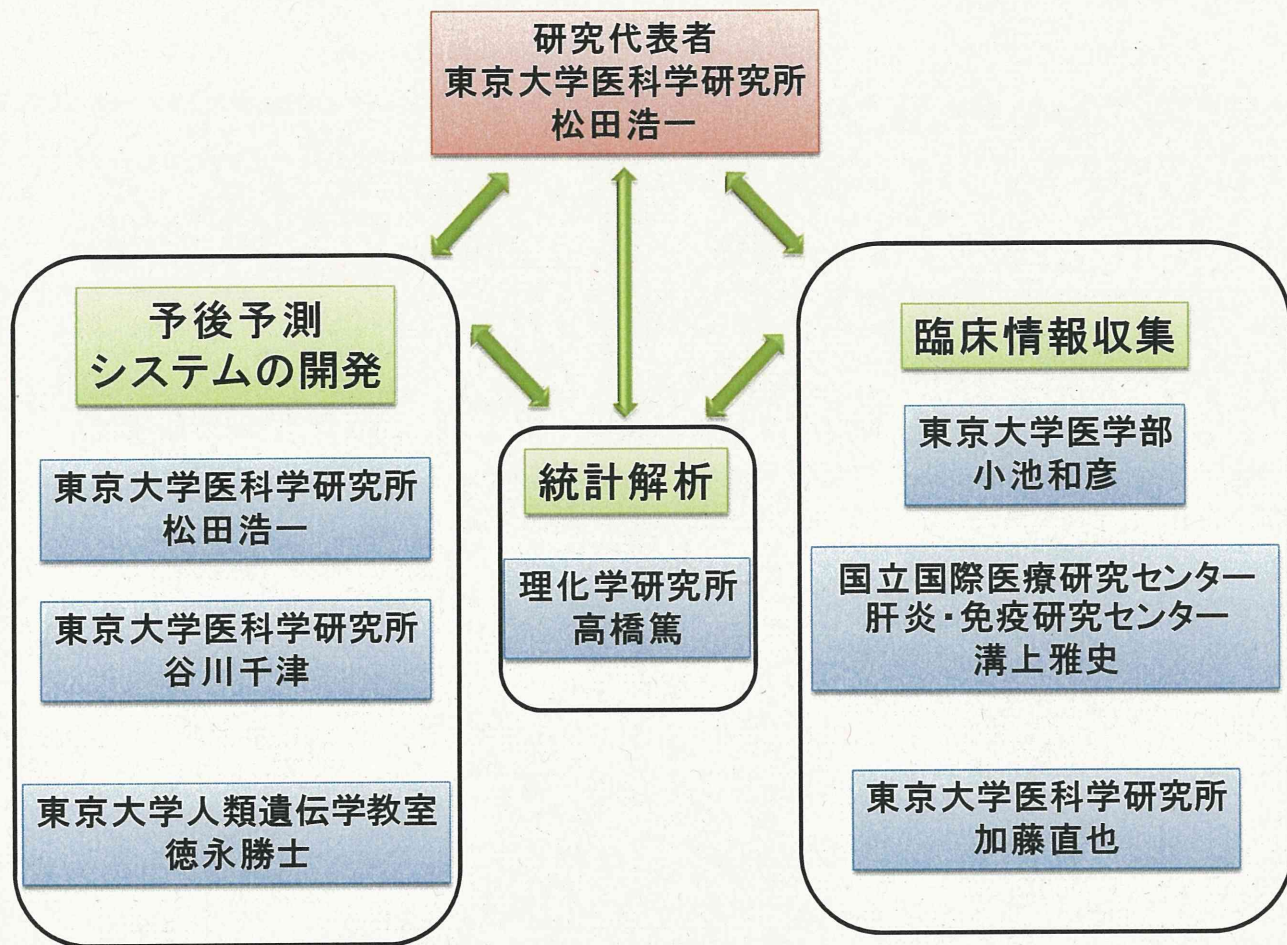 研究代表者
東京大学医科学研究所
松田浩一
予後予測
システムの開発
東京大学医科学研究所
松田浩一
東京大学医科学研究所
谷川千津
東京大学人類遺伝学教室
徳永勝士
統計解析
理化学研究所
高橋篤
臨床情報収集
東京大学医学部
小池和彦
国立国際医療研究センター
肝炎・免疫研究センター
溝上雅史
東京大学医科学研究所
加藤直也